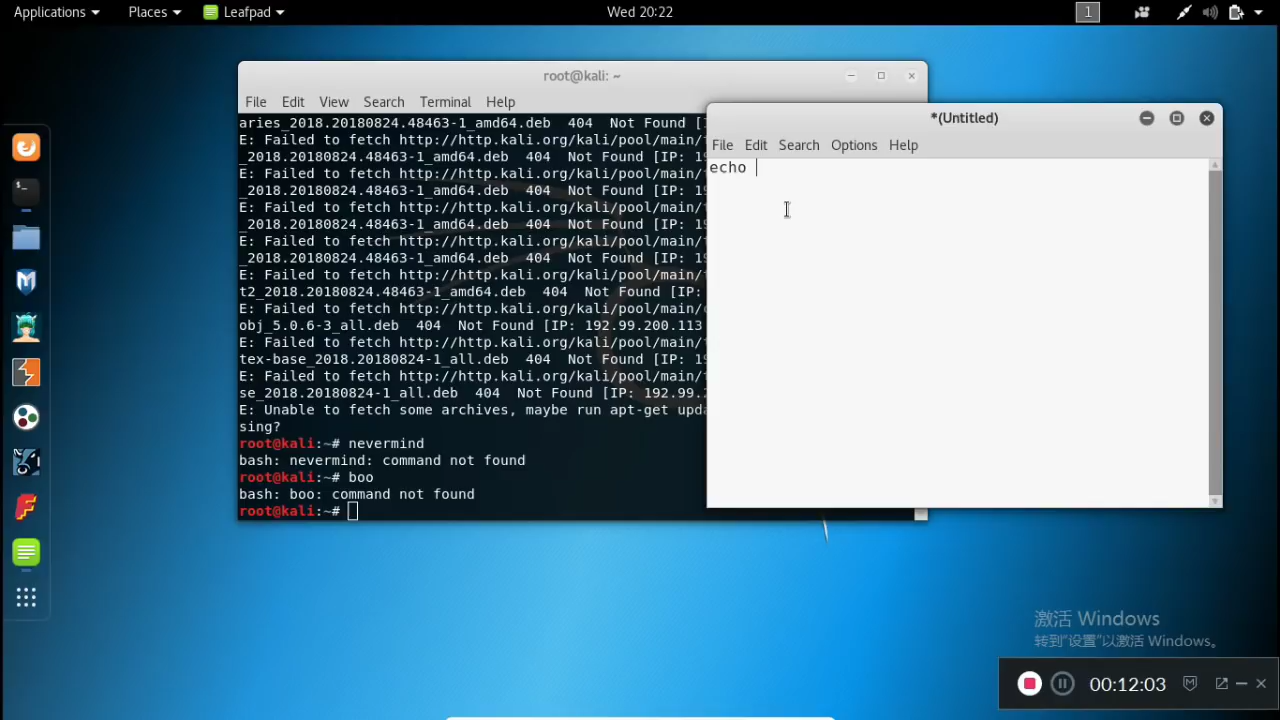 Applications
Places
Leafpad
Wed 20:22
1
root@kali: ~
File Edit View Search Terminal Help
aries_2018.20180824.48463-1_amd64.deb 404 Not Found [
E: Failed to fetch http://http.kali.org/kali/pool/main/
_2018.20180824.48463-1_amd64.deb 404 Not Found [IP: 19
E: Failed to fetch http://http.kali.org/kali/pool/main/
_2018.20180824.48463-1_amd64.deb 404 Not Found [IP: 19
E: Failed to fetch http://http.kali.org/kali/pool/main/
_2018.20180824.48463-1_amd64.deb 404 Not Found [IP: 19
E: Failed to fetch http://http.kali.org/kali/pool/main/
_2018.20180824.48463-1_amd64.deb 404 Not Found [IP: 19
E: Failed to fetch http://http.kali.org/kali/pool/main/
t2_2018.20180824.48463-1_amd64.deb 404 Not Found [IP:
E: Failed to fetch http://http.kali.org/kali/pool/main/
obj_5.0.6-3_all.deb 404 Not Found [IP: 192.99.200.113
E: Failed to fetch http://http.kali.org/kali/pool/main/
tex-base_2018.20180824-1_all.deb 404 Not Found [IP: 19
E: Failed to fetch http://http.kali.org/kali/pool/main/
se_2018.20180824-1_all.deb 404 Not Found [IP: 192.99.2
E: Unable to fetch some archives, maybe run apt-get upda
sing?
root@kali:~# nevermind
bash: nevermind: command not found
root@kali:~# boo
bash: boo: command not found
root@kali:~#
*(Untitled)
File Edit Search Options Help
echo
激活 Windows
转到"设置"以激活 Windows。
00:12:03